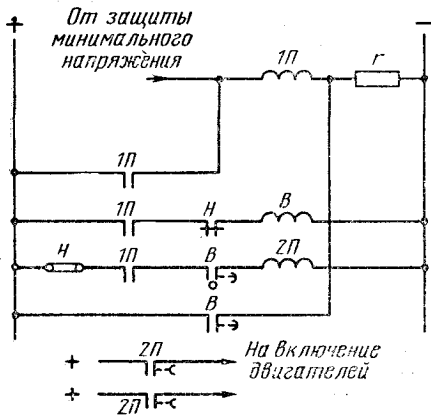 От защиты
минимального
напряжения
+
−
1П
r
1П
1П
Н
В
Н
1П
В
2П
В
+
2П
На включение
двигателей
+
2П